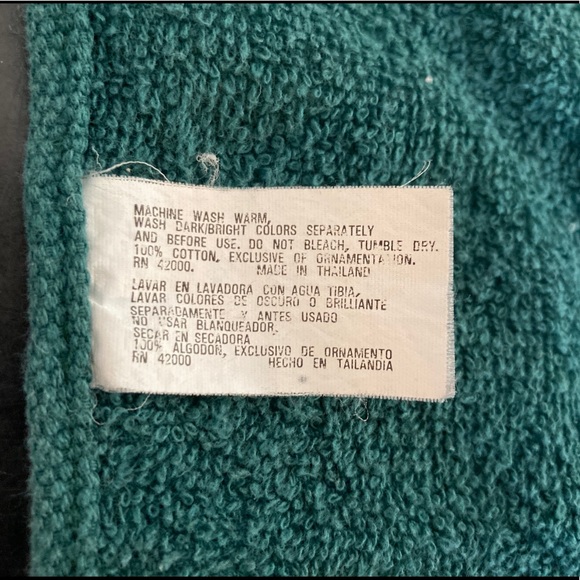 MACHINE WASH WARM,
WASH DARK/BRIGHT COLORS SEPARATELY
AND BEFORE USE. DO NOT BLEACH, TUMBLE DRY.
100% COTTON, EXCLUSIVE OF ORNAMENTATION.
RN 42000. MADE IN THAILAND
LAVAR EN LAVADORA CON AGUA TIBIA,
LAVAR COLORES DE OSCURO O BRILLANTE
SEPARADAMENTE Y ANTES USADO
NO USAR BLANQUEADOR.
SECAR EN SECADORA
100% ALGODON, EXCLUSIVO DE ORNAMENTO
RN 42000 HECHO EN TAILANDIA